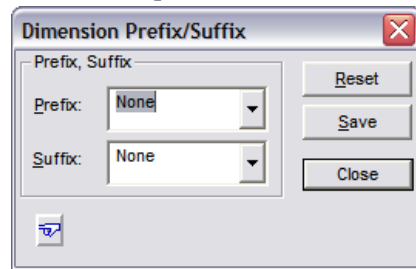 Dimension Prefix/Suffix
Prefix, Suffix
Prefix: None
Suffix: None
Reset
Save
Close